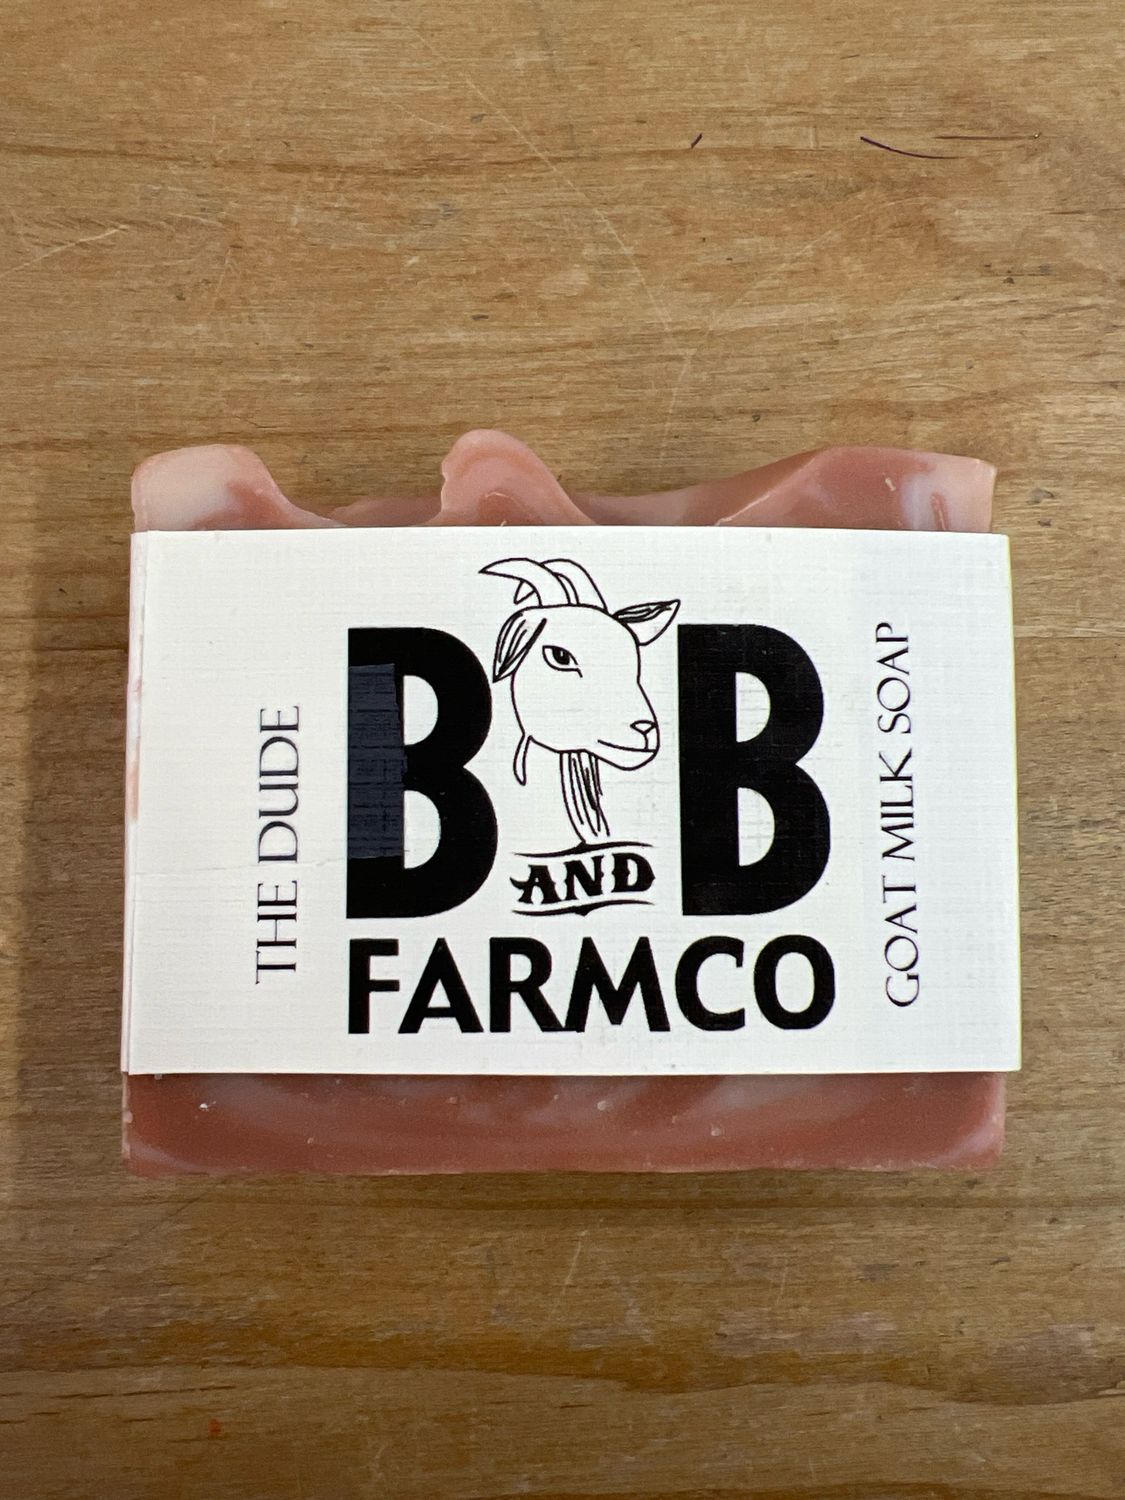 THE DUDE
B AND B
FARMCO
GOAT MILK SOAP